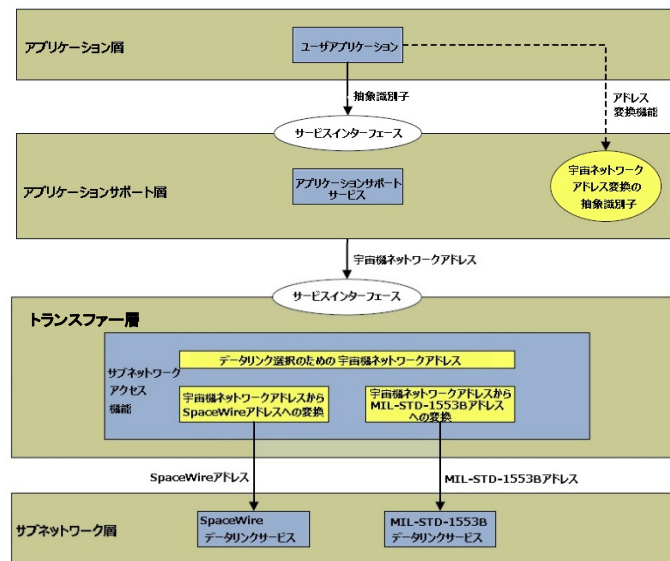 アプリケーション層
ユーザアプリケーション
抽象識別子
アドレス
変換機能
サービスインターフェース
アプリケーションサポート層
アプリケーションサポート
サービス
宇宙ネットワーク
アドレス変換の
抽象識別子
宇宙機ネットワークアドレス
サービスインターフェース
トランスファー層
サブネットワーク
アクセス
機能
データリンク選択のための 宇宙機ネットワークアドレス
宇宙機ネットワークアドレスから
SpaceWireアドレスへの変換
宇宙機ネットワークアドレスから
MIL-STD-1553Bアドレス
への変換
SpaceWireアドレス
MIL-STD-1553Bアドレス
サブネットワーク層
SpaceWire
データリンクサービス
MIL-STD-1553B
データリンクサービス